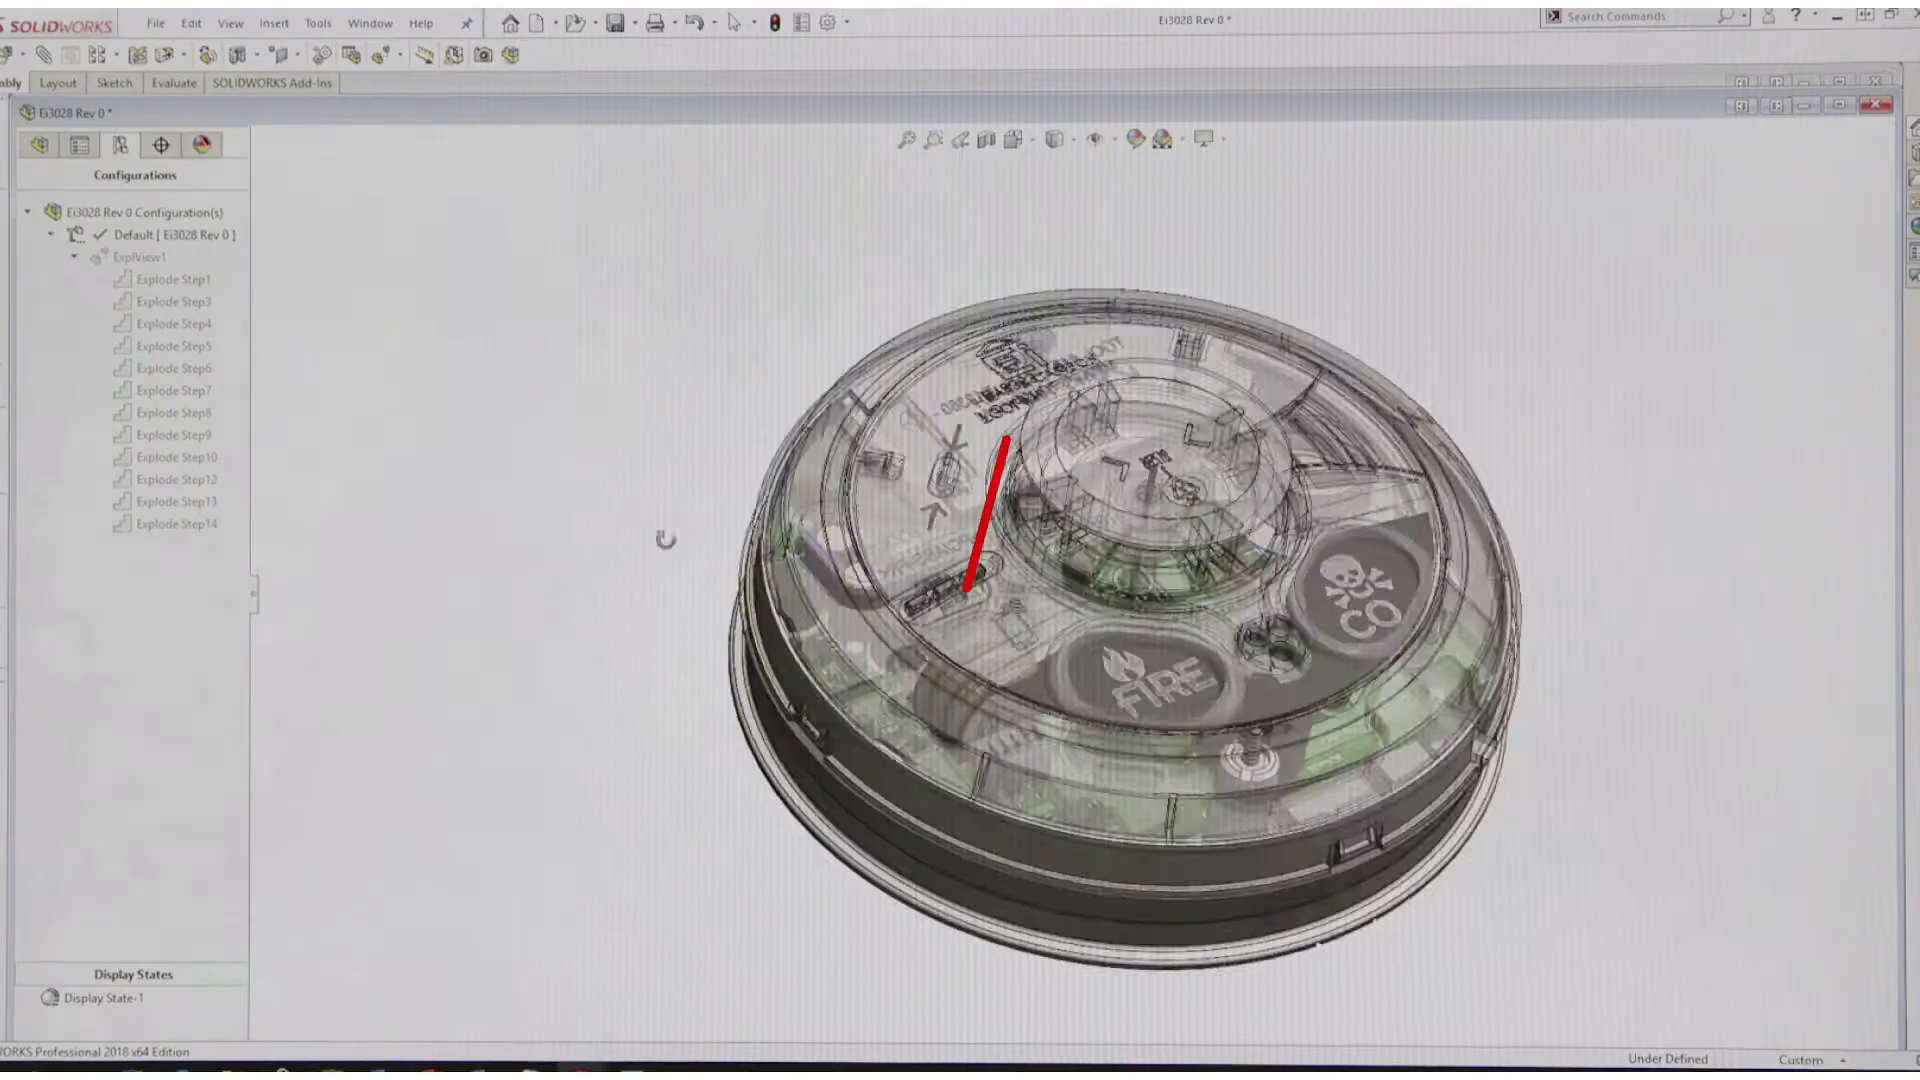 SOLIDWORKS File Edit View Insert Tools Window Help
Ei3028 Rev 0 *
Search Commands
Layout Sketch Evaluate SOLIDWORKS Add-Ins
Ei3028 Rev 0 *
Configurations
Ei3028 Rev 0 Configuration(s)
Default [ Ei3028 Rev 0 ]
ExplView1
Explode Step1
Explode Step3
Explode Step4
Explode Step5
Explode Step6
Explode Step7
Explode Step8
Explode Step9
Explode Step10
Explode Step12
Explode Step13
Explode Step14
CO
FIRE
Display States
Display State-1
ORKS Professional 2018 x64 Edition
Under Defined
Custom